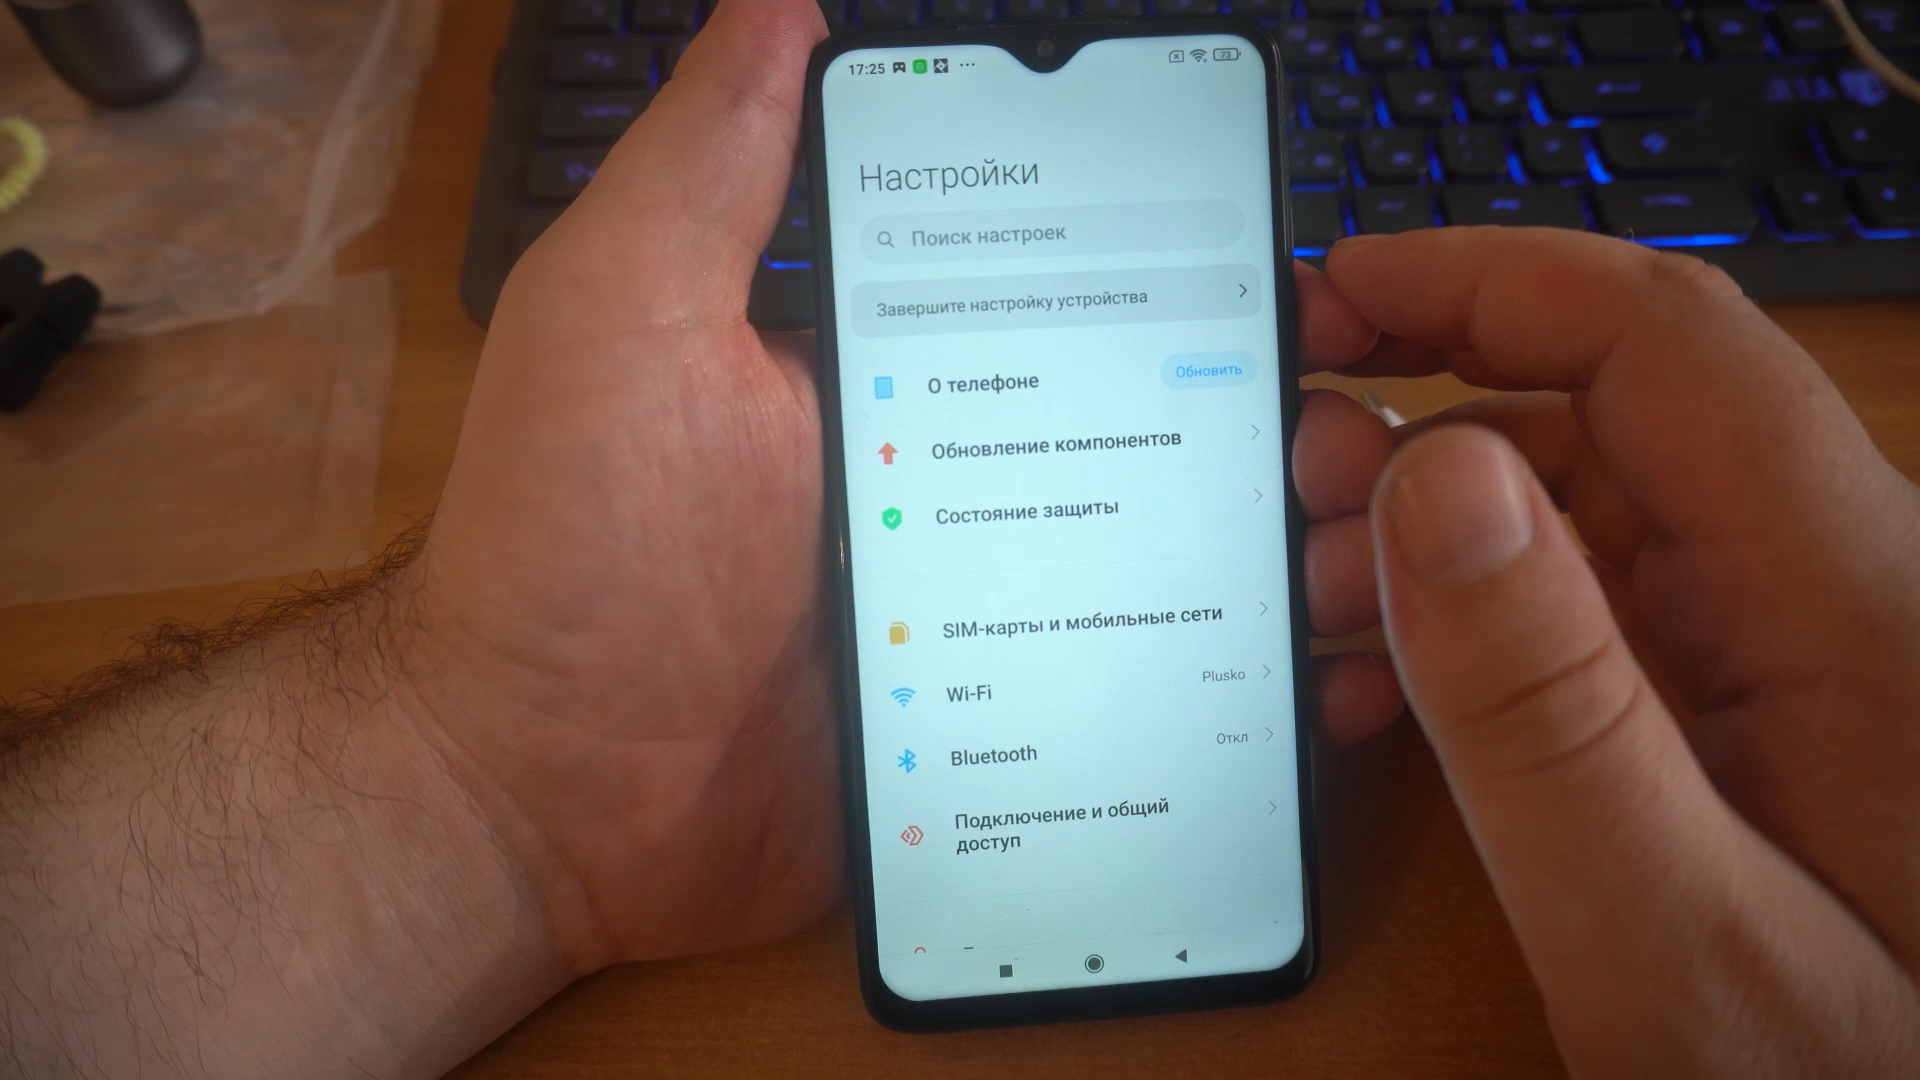 17:25 ... 73
Настройки
Поиск настроек
Завершите настройку устройства
О телефоне Обновить
Обновление компонентов
Состояние защиты
SIM-карты и мобильные сети
Wi-Fi Plusko
Bluetooth Откл
Подключение и общий
доступ